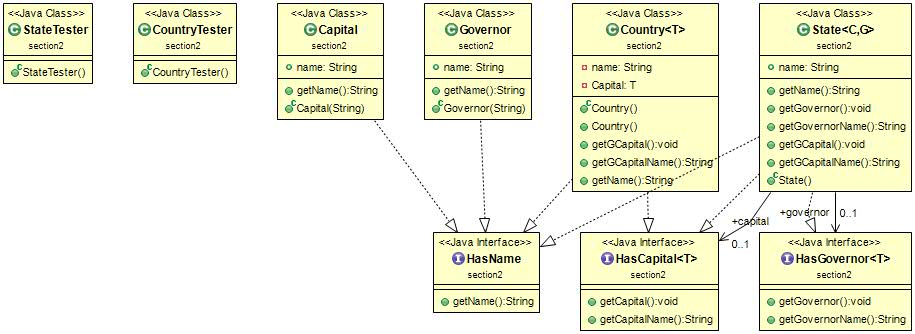 <<Java Class>>
StateTester
section2
StateTester()
<<Java Class>>
CountryTester
section2
CountryTester()
<<Java Class>>
Capital
section2
name: String
getName():String
Capital(String)
<<Java Class>>
Governor
section2
name: String
getName():String
Governor(String)
<<Java Class>>
Country<T>
section2
name: String
Capital: T
Country()
Country()
getGCapital():void
getGCapitalName():String
getName():String
<<Java Class>>
State<C,G>
section2
name: String
getName():String
getGovernor():void
getGovernorName():String
getGCapital():void
getGCapitalName():String
State()
+capital
0..1
+governor
0..1
<<Java Interface>>
HasName
section2
getName():String
<<Java Interface>>
HasCapital<T>
section2
getCapital():void
getCapitalName():String
<<Java Interface>>
HasGovernor<T>
section2
getGovernor():void
getGovernorName():String